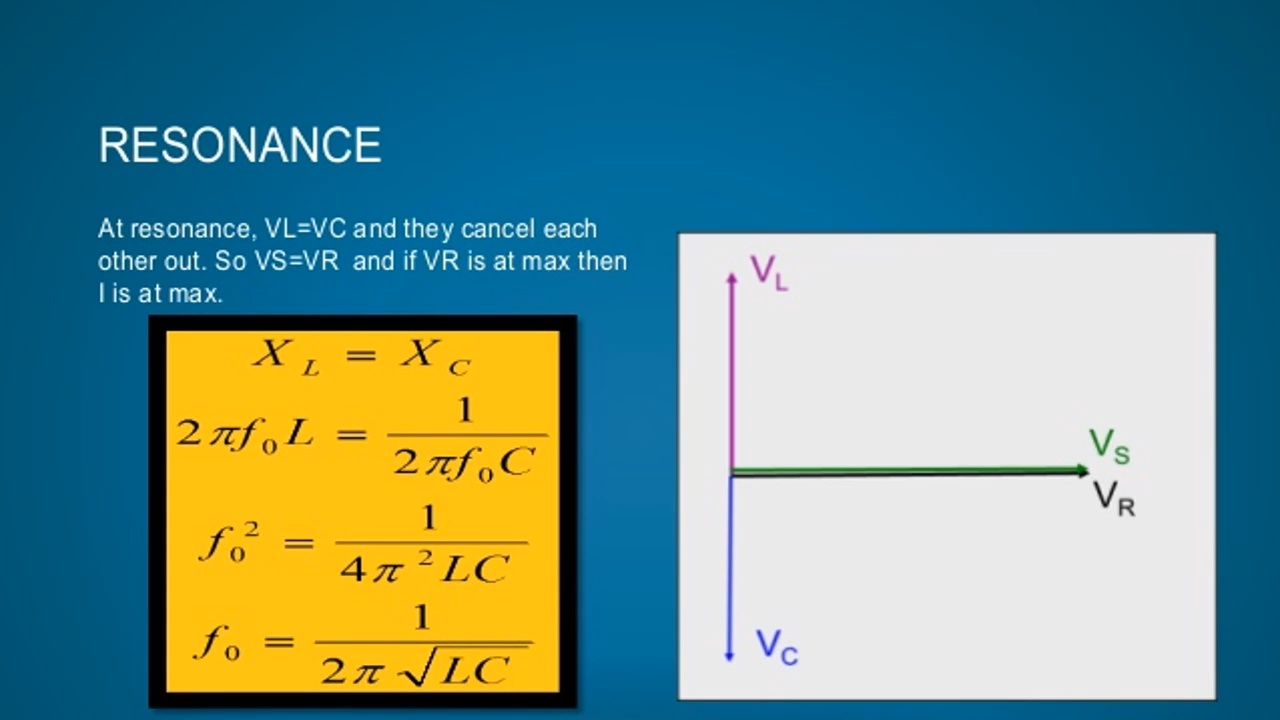 RESONANCE
At resonance, VL=VC and they cancel each
other out. So VS=VR and if VR is at max then
I is at max.
X_L = X_C
2πf₀L = 1/(2πf₀C)
f₀² = 1/(4π²LC)
f₀ = 1/(2π√(LC))
V_L
V_S
V_R
V_C